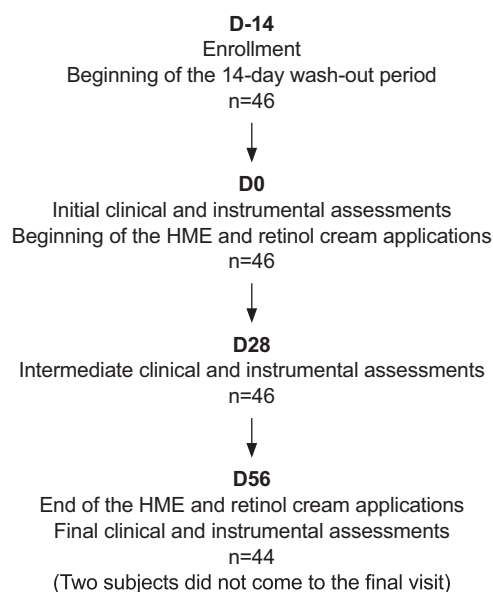 D-14
Enrollment
Beginning of the 14-day wash-out period
n=46
D0
Initial clinical and instrumental assessments
Beginning of the HME and retinol cream applications
n=46
D28
Intermediate clinical and instrumental assessments
n=46
D56
End of the HME and retinol cream applications
Final clinical and instrumental assessments
n=44
(Two subjects did not come to the final visit)